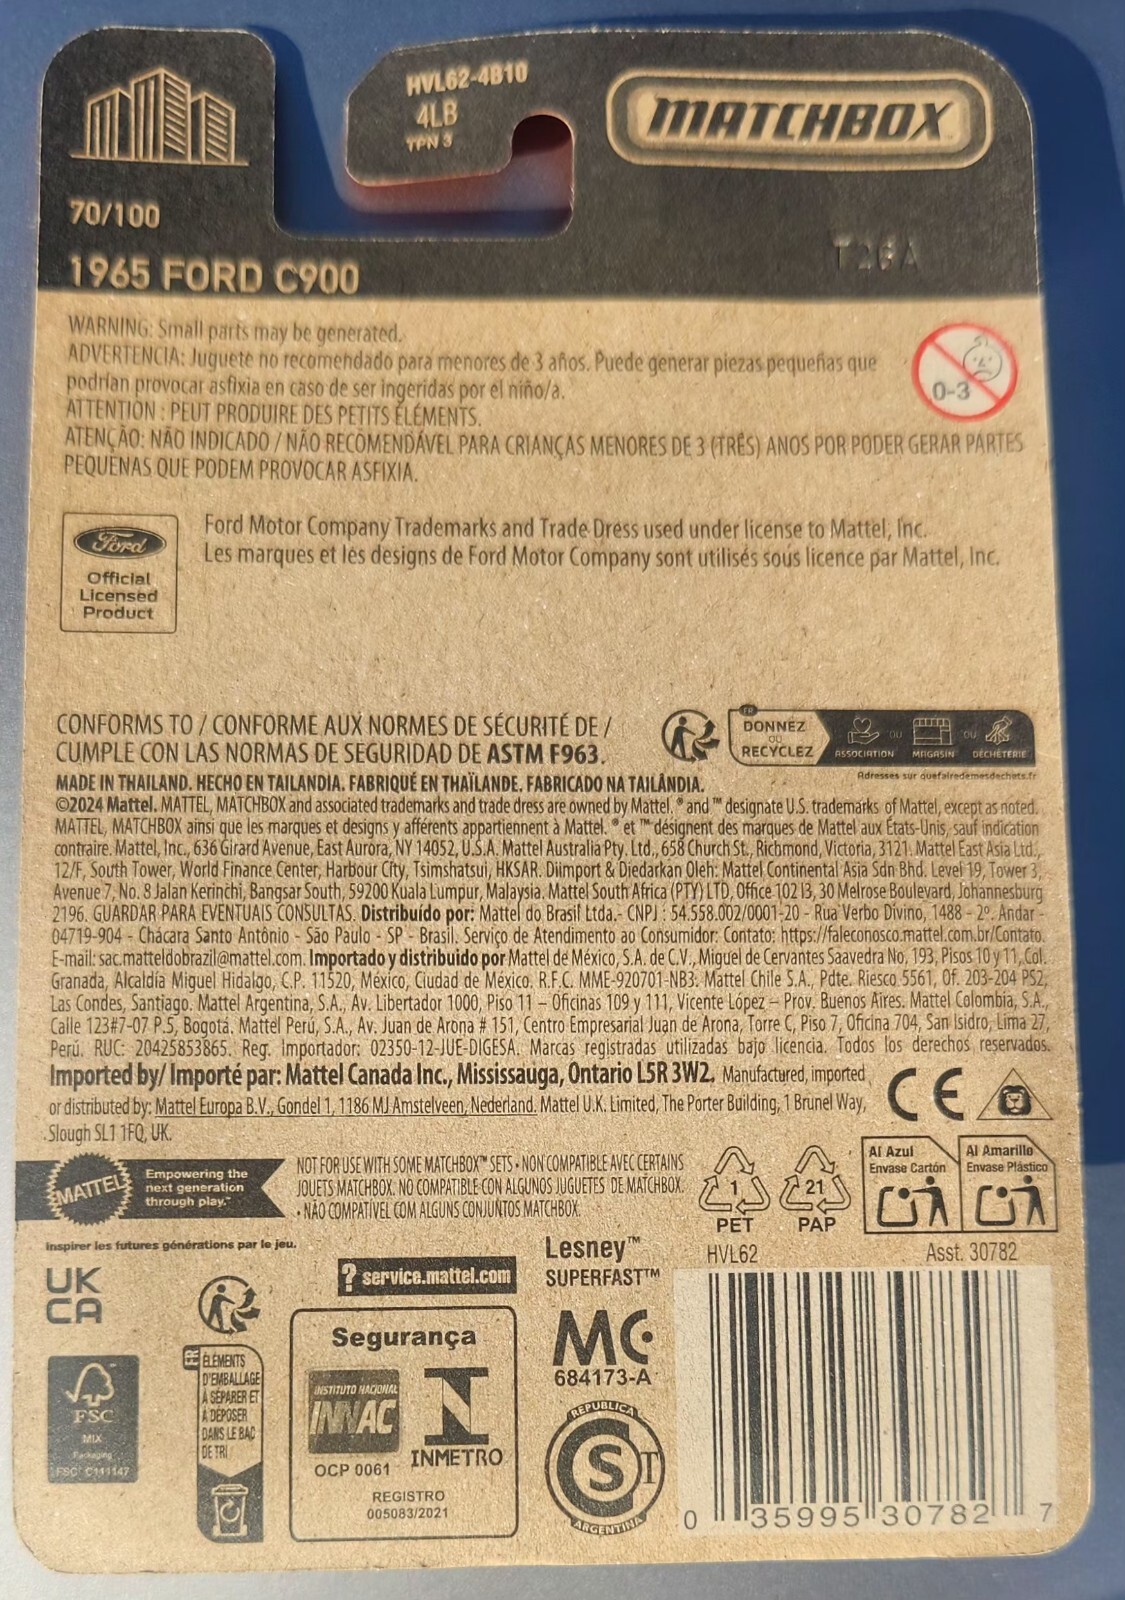 HVL62-4B10
4LB
TPN 3
MATCHBOX
70/100
1965 FORD C900
T26A
WARNING: Small parts may be generated.
ADVERTENCIA: Juguete no recomendado para menores de 3 años. Puede generar piezas pequeñas que
podrían provocar asfixia en caso de ser ingeridas por el niño/a.
ATTENTION : PEUT PRODUIRE DES PETITS ÉLÉMENTS.
ATENÇÃO: NÃO INDICADO / NÃO RECOMENDÁVEL PARA CRIANÇAS MENORES DE 3 (TRÊS) ANOS POR PODER GERAR PARTES
PEQUENAS QUE PODEM PROVOCAR ASFIXIA.
0-3
Ford
Official
Licensed
Product
Ford Motor Company Trademarks and Trade Dress used under license to Mattel, Inc.
Les marques et les designs de Ford Motor Company sont utilisés sous licence par Mattel, Inc.
CONFORMS TO / CONFORME AUX NORMES DE SÉCURITÉ DE /
CUMPLE CON LAS NORMAS DE SEGURIDAD DE ASTM F963.
FR
DONNEZ
OU
RECYCLEZ
ASSOCIATION OU MAGASIN OU DÉCHÈTERIE
Adresses sur quefairedemesdechets.fr
MADE IN THAILAND. HECHO EN TAILANDIA. FABRIQUÉ EN THAÏLANDE. FABRICADO NA TAILÂNDIA.
©2024 Mattel. MATTEL, MATCHBOX and associated trademarks and trade dress are owned by Mattel. ® and ™ designate U.S. trademarks of Mattel, except as noted.
MATTEL, MATCHBOX ainsi que les marques et designs y afférents appartiennent à Mattel. ® et ™ désignent des marques de Mattel aux États-Unis, sauf indication
contraire. Mattel, Inc., 636 Girard Avenue, East Aurora, NY 14052, U.S.A. Mattel Australia Pty. Ltd., 658 Church St., Richmond, Victoria, 3121. Mattel East Asia Ltd.,
12/F, South Tower, World Finance Center, Harbour City, Tsimshatsui, HKSAR. Diimport & Diedarkan Oleh: Mattel Continental Asia Sdn Bhd. Level 19, Tower 3,
Avenue 7, No. 8 Jalan Kerinchi, Bangsar South, 59200 Kuala Lumpur, Malaysia. Mattel South Africa (PTY) LTD, Office 102 I3, 30 Melrose Boulevard, Johannesburg
2196. GUARDAR PARA EVENTUAIS CONSULTAS. Distribuído por: Mattel do Brasil Ltda.- CNPJ : 54.558.002/0001-20 - Rua Verbo Divino, 1488 - 2º. Andar -
04719-904 - Chácara Santo Antônio - São Paulo - SP - Brasil. Serviço de Atendimento ao Consumidor: Contato: https://faleconosco.mattel.com.br/Contato.
E-mail: sac.matteldobrazil@mattel.com. Importado y distribuido por Mattel de México, S.A. de C.V., Miguel de Cervantes Saavedra No, 193, Pisos 10 y 11, Col.
Granada, Alcaldía Miguel Hidalgo, C.P. 11520, México, Ciudad de México. R.F.C. MME-920701-NB3. Mattel Chile S.A., Pdte. Riesco 5561, Of. 203-204 PS2,
Las Condes, Santiago. Mattel Argentina, S.A., Av. Libertador 1000, Piso 11 – Oficinas 109 y 111, Vicente López – Prov. Buenos Aires. Mattel Colombia, S.A.,
Calle 123#7-07 P.5, Bogotá. Mattel Perú, S.A., Av. Juan de Arona # 151, Centro Empresarial Juan de Arona, Torre C, Piso 7, Oficina 704, San Isidro, Lima 27,
Perú. RUC: 20425853865. Reg. Importador: 02350-12-JUE-DIGESA. Marcas registradas utilizadas bajo licencia. Todos los derechos reservados.
Imported by/ Importé par: Mattel Canada Inc., Mississauga, Ontario L5R 3W2. Manufactured, imported
or distributed by: Mattel Europa B.V., Gondel 1, 1186 MJ Amstelveen, Nederland. Mattel U.K. Limited, The Porter Building, 1 Brunel Way,
Slough SL1 1FQ, UK.
CE
MATTEL
Empowering the
next generation
through play.™
Inspirer les futures générations par le jeu.
NOT FOR USE WITH SOME MATCHBOX™ SETS • NON COMPATIBLE AVEC CERTAINS
JOUETS MATCHBOX. NO COMPATIBLE CON ALGUNOS JUGUETES DE MATCHBOX.
• NÃO COMPATÍVEL COM ALGUNS CONJUNTOS MATCHBOX.
1
PET
21
PAP
Al Azul
Envase Cartón
Al Amarillo
Envase Plástico
UK
CA
? service.mattel.com
Lesney™
SUPERFAST™
HVL62 Asst. 30782
FSC
MIX
Packaging
FSC® C111147
FR
ÉLÉMENTS
D'EMBALLAGE
À SÉPARER ET
À DÉPOSER
DANS LE BAC
DE TRI
Segurança
INSTITUTO NACIONAL
INNAC
OCP 0061
INMETRO
REGISTRO
005083/2021
MC
684173-A
REPUBLICA
S T
ARGENTINA
0 35995 30782 7